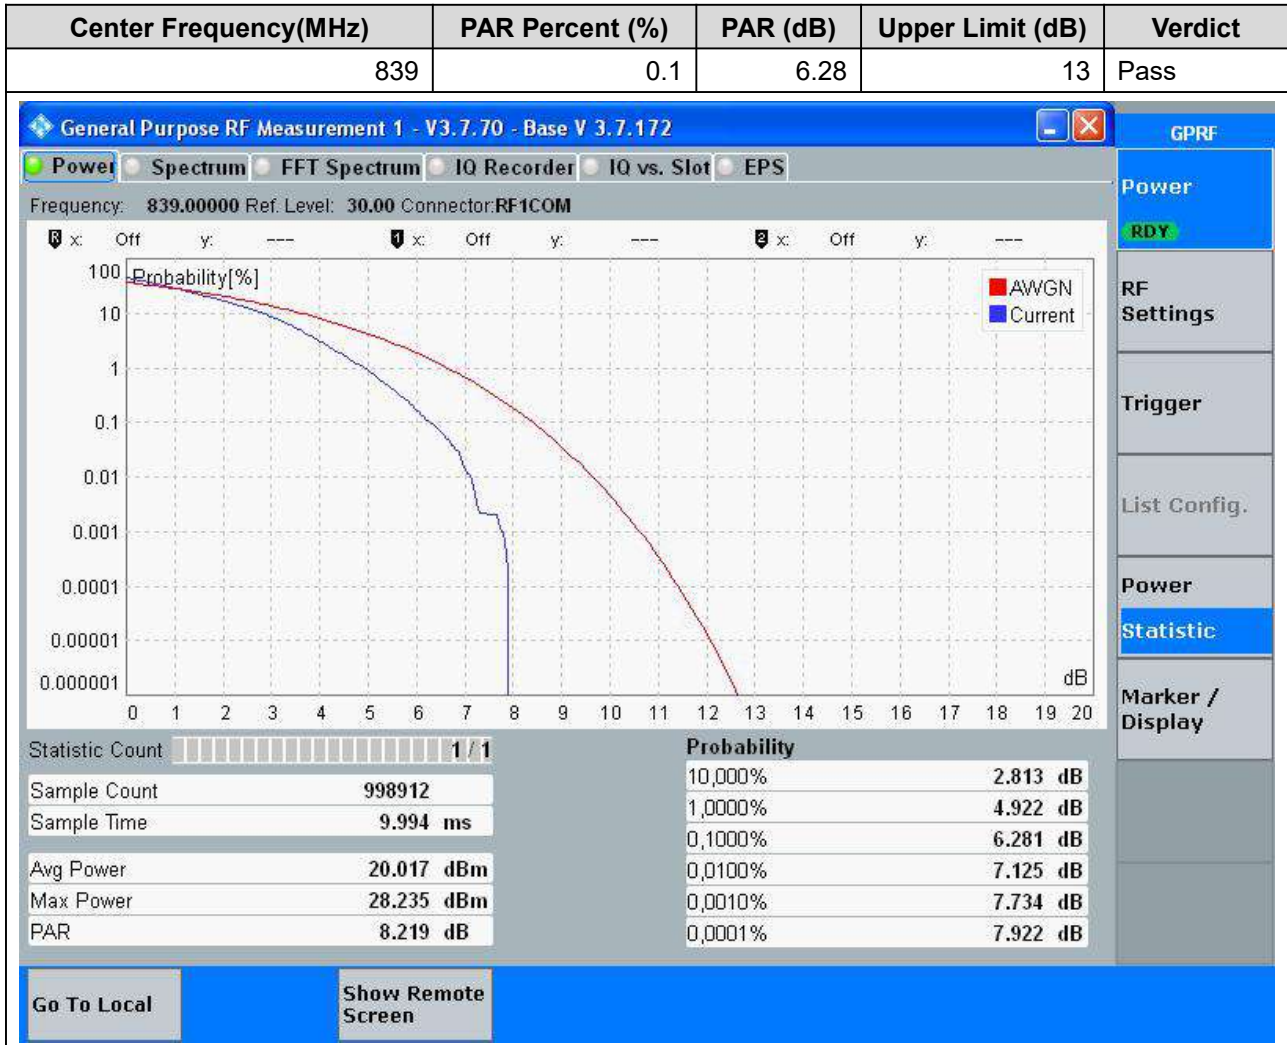 Center Frequency(MHz) PAR Percent (%) PAR (dB) Upper Limit (dB) Verdict
839 0.1 6.28 13 Pass
General Purpose RF Measurement 1 - V3.7.70 - Base V 3.7.172
GPRF
Power Spectrum FFT Spectrum IQ Recorder IQ vs. Slot EPS
Power
RDY
Frequency: 839.00000 Ref. Level: 30.00 Connector:RF1COM
R x: Off y: --- 1 x: Off y: --- 2 x: Off y: ---
Probability[%]
AWGN
Current
100
10
1
0.1
0.01
0.001
0.0001
0.00001
0.000001
dB
0 1 2 3 4 5 6 7 8 9 10 11 12 13 14 15 16 17 18 19 20
RF
Settings
Trigger
List Config.
Power
Statistic
Marker /
Display
Statistic Count 1 / 1
Sample Count 998912
Sample Time 9.994 ms
Avg Power 20.017 dBm
Max Power 28.235 dBm
PAR 8.219 dB
Probability
10,000% 2.813 dB
1,0000% 4.922 dB
0,1000% 6.281 dB
0,0100% 7.125 dB
0,0010% 7.734 dB
0,0001% 7.922 dB
Go To Local
Show Remote
Screen